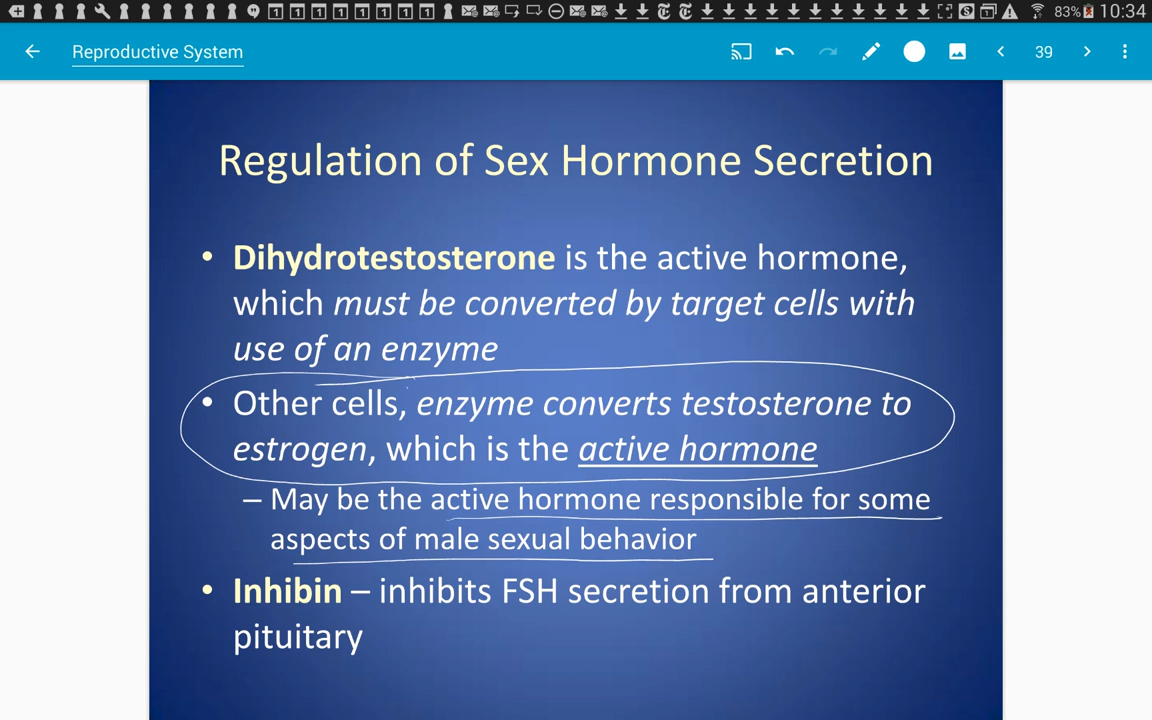 83% 10:34
Reproductive System 39
Regulation of Sex Hormone Secretion
• Dihydrotestosterone is the active hormone,
which must be converted by target cells with
use of an enzyme
• Other cells, enzyme converts testosterone to
estrogen, which is the active hormone
– May be the active hormone responsible for some
aspects of male sexual behavior
• Inhibin – inhibits FSH secretion from anterior
pituitary